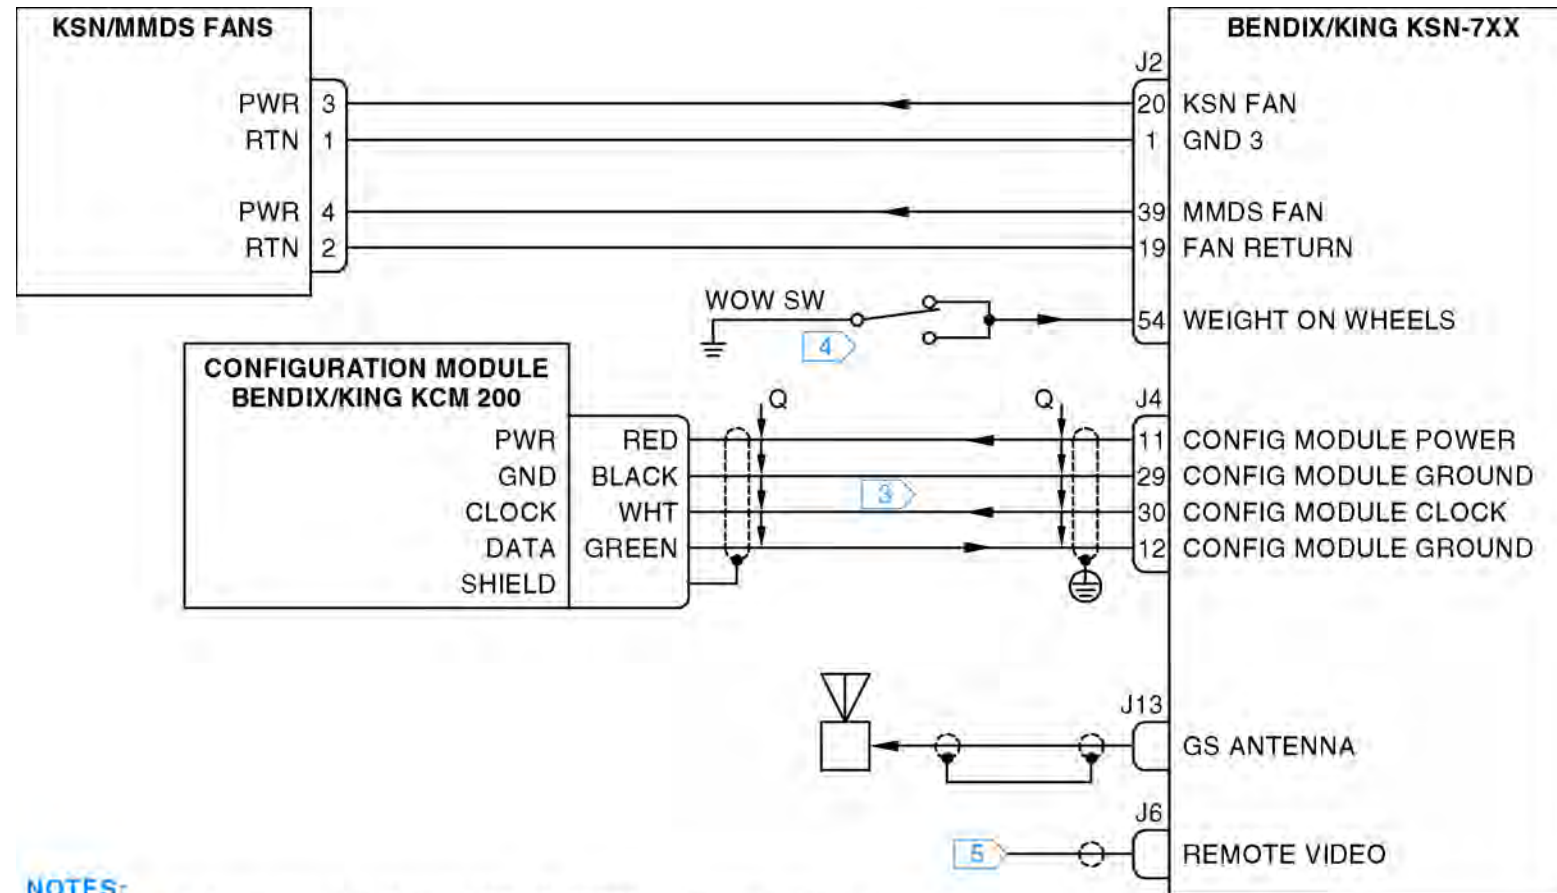 KSN/MMDS FANS
BENDIX/KING KSN-7XX
J2
PWR 3
20 KSN FAN
RTN 1
1 GND 3
PWR 4
39 MMDS FAN
RTN 2
19 FAN RETURN
WOW SW
4
54 WEIGHT ON WHEELS
CONFIGURATION MODULE
BENDIX/KING KCM 200
Q
Q
J4
PWR RED
11 CONFIG MODULE POWER
GND BLACK
29 CONFIG MODULE GROUND
3
CLOCK WHT
30 CONFIG MODULE CLOCK
DATA GREEN
12 CONFIG MODULE GROUND
SHIELD
J13
GS ANTENNA
J6
5
REMOTE VIDEO
NOTES: